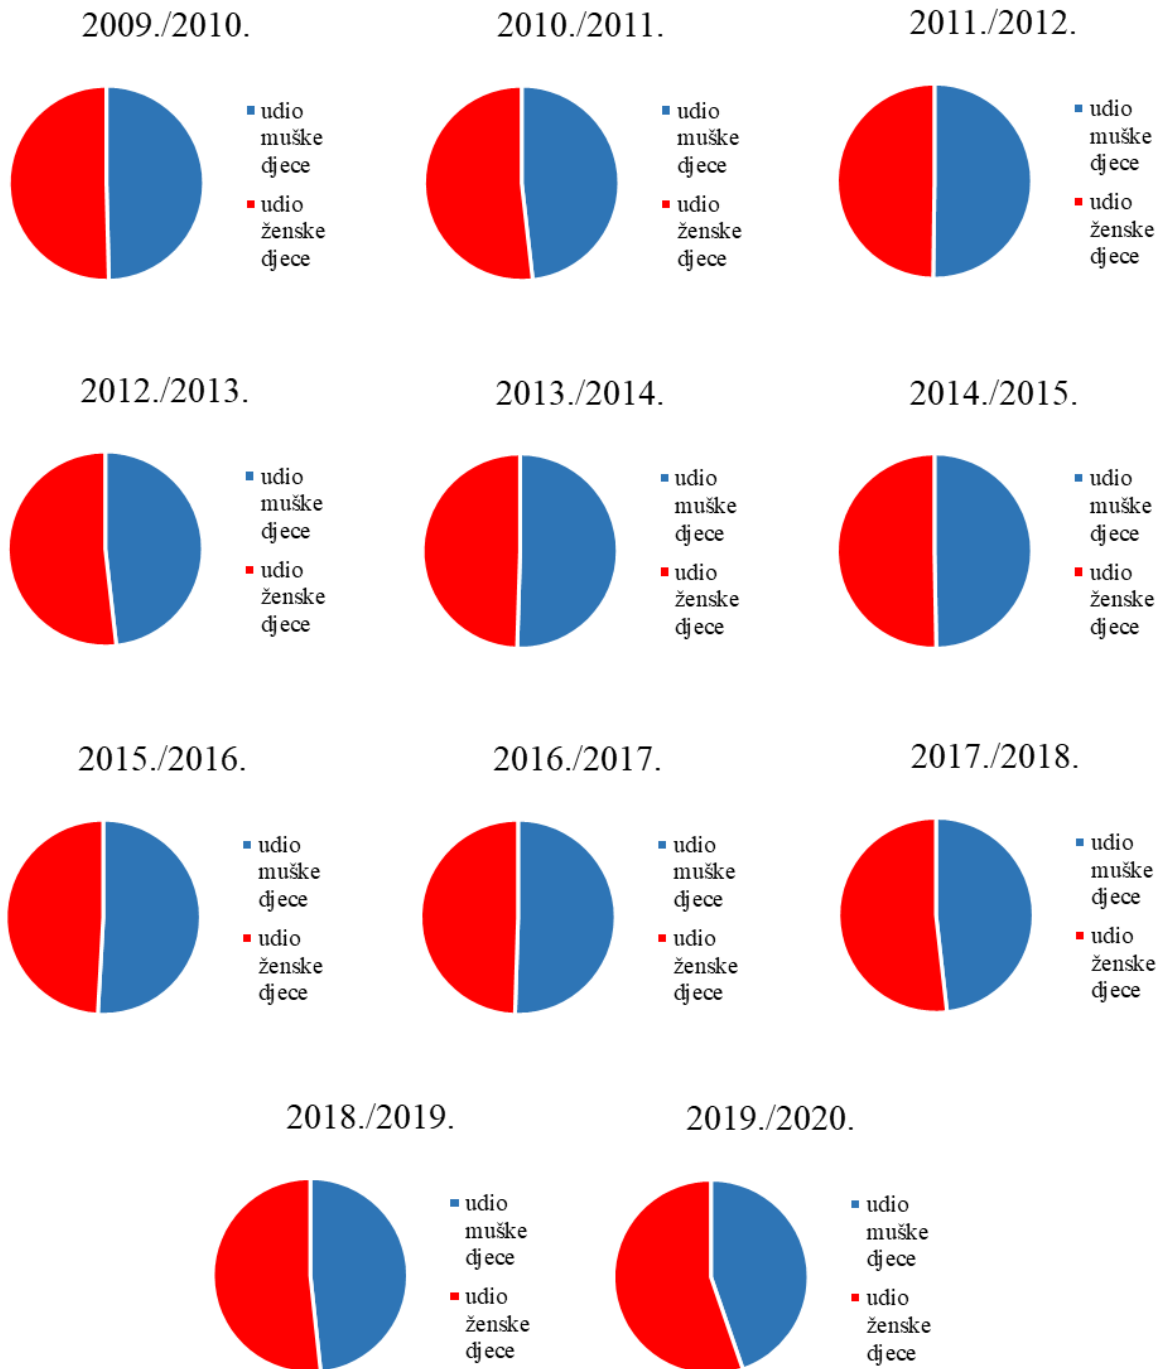 2009./2010.
udio
muške
djece
udio
ženske
djece
2010./2011.
udio
muške
djece
udio
ženske
djece
2011./2012.
udio
muške
djece
udio
ženske
djece
2012./2013.
udio
muške
djece
udio
ženske
djece
2013./2014.
udio
muške
djece
udio
ženske
djece
2014./2015.
udio
muške
djece
udio
ženske
djece
2015./2016.
udio
muške
djece
udio
ženske
djece
2016./2017.
udio
muške
djece
udio
ženske
djece
2017./2018.
udio
muške
djece
udio
ženske
djece
2018./2019.
udio
muške
djece
udio
ženske
djece
2019./2020.
udio
muške
djece
udio
ženske
djece